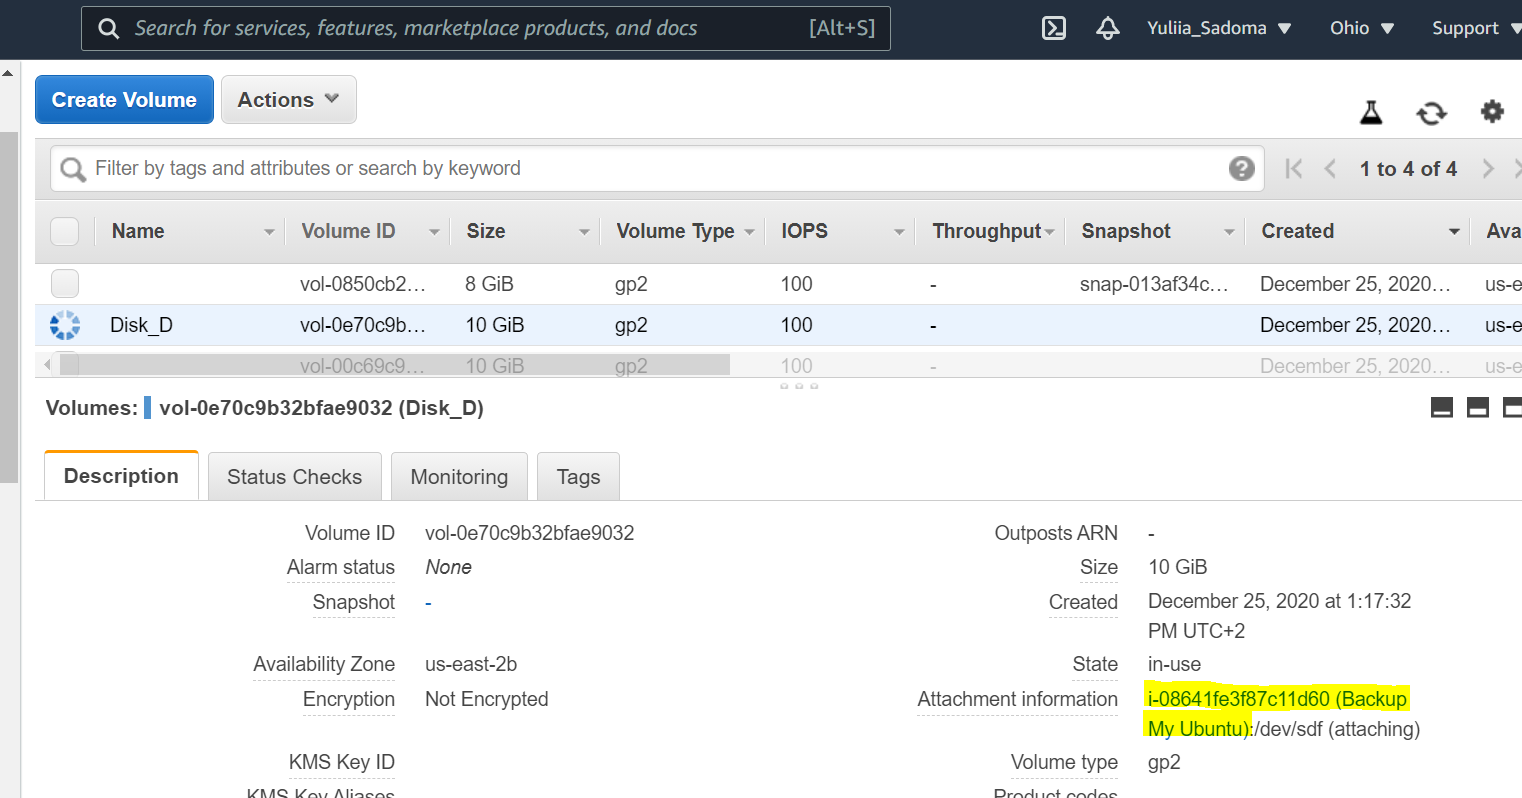 Search for services, features, marketplace products, and docs [Alt+S] Yuliia_Sadoma Ohio Support
Create Volume Actions
Filter by tags and attributes or search by keyword 1 to 4 of 4
Name Volume ID Size Volume Type IOPS Throughput Snapshot Created Ava
vol-0850cb2… 8 GiB gp2 100 - snap-013af34c… December 25, 2020… us-e
Disk_D vol-0e70c9b… 10 GiB gp2 100 - December 25, 2020… us-e
vol-00c69c9… 10 GiB gp2 100 - December 25, 2020… us-e
Volumes: vol-0e70c9b32bfae9032 (Disk_D)
Description Status Checks Monitoring Tags
Volume ID vol-0e70c9b32bfae9032 Outposts ARN -
Alarm status None Size 10 GiB
Snapshot - Created December 25, 2020 at 1:17:32
PM UTC+2
Availability Zone us-east-2b State in-use
Encryption Not Encrypted Attachment information i-08641fe3f87c11d60 (Backup
My Ubuntu):/dev/sdf (attaching)
KMS Key ID Volume type gp2
KMS Key Aliases Product codes